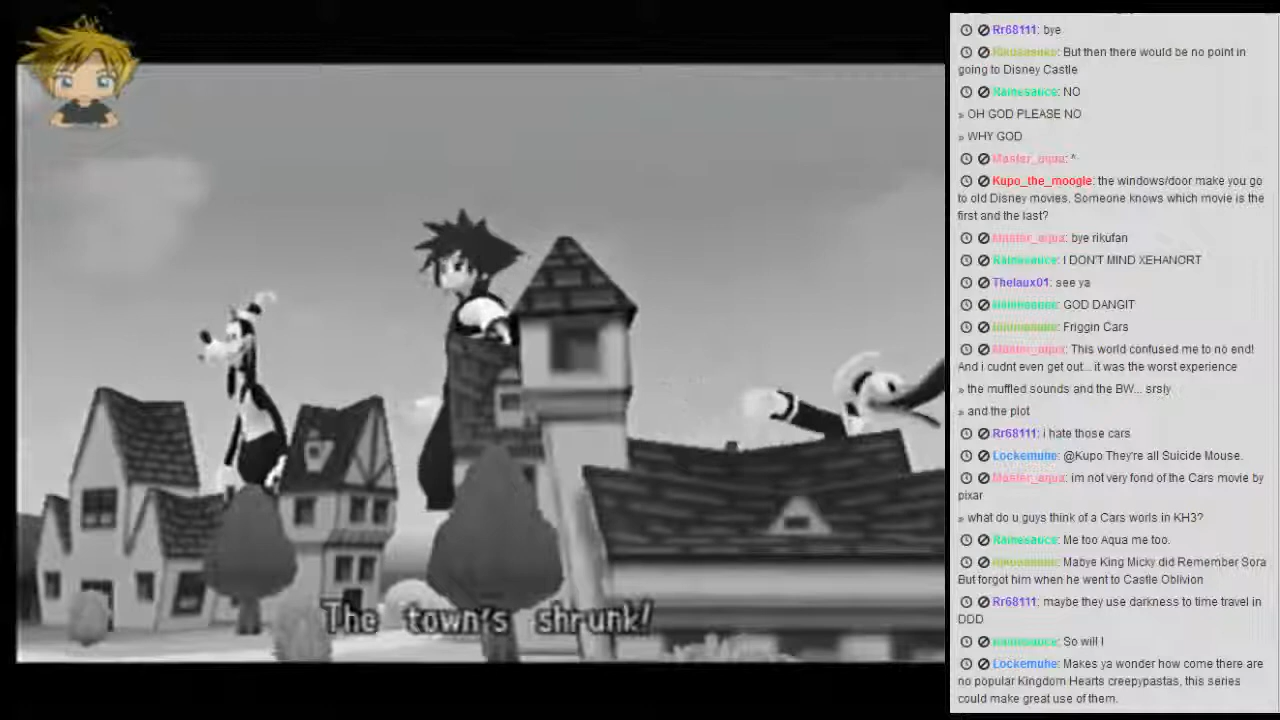 The town's shrunk!
Rr68111: bye
But then there would be no point in
going to Disney Castle
Rainesauce: NO
» OH GOD PLEASE NO
» WHY GOD
Master_aqua: *
Kupo_the_moogle: the windows/door make you go
to old Disney movies. Someone knows which movie is the
first and the last?
Master_aqua: bye rikufan
Rainesauce: I DON'T MIND XEHANORT
Thelaux01: see ya
Rainesauce: GOD DANGIT
Friggin Cars
Master_aqua: This world confused me to no end!
And i cudnt even get out... it was the worst experience
» the muffled sounds and the BW... srsly
» and the plot
Rr68111: i hate those cars
Lockemuhe: @Kupo They're all Suicide Mouse.
Master_aqua: im not very fond of the Cars movie by
pixar
» what do u guys think of a Cars worls in KH3?
Rainesauce: Me too Aqua me too.
Mabye King Micky did Remember Sora
But forgot him when he went to Castle Oblivion
Rr68111: maybe they use darkness to time travel in
DDD
Rainesauce: So will I
Lockemuhe: Makes ya wonder how come there are
no popular Kingdom Hearts creepypastas, this series
could make great use of them.